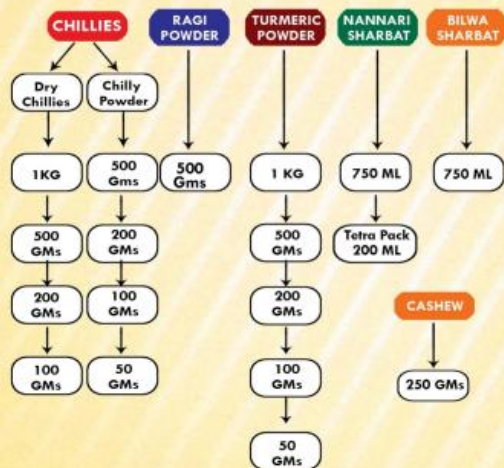 CHILLIES
Dry
Chillies
1KG
500
GMs
200
GMs
100
GMs
Chilly
Powder
500
Gms
200
GMs
100
GMs
50
GMs
RAGI
POWDER
500
Gms
TURMERIC
POWDER
1 KG
500
GMs
200
GMs
100
GMs
50
GMs
NANNARI
SHARBAT
750 ML
Tetra Pack
200 ML
BILWA
SHARBAT
750 ML
CASHEW
250 GMs